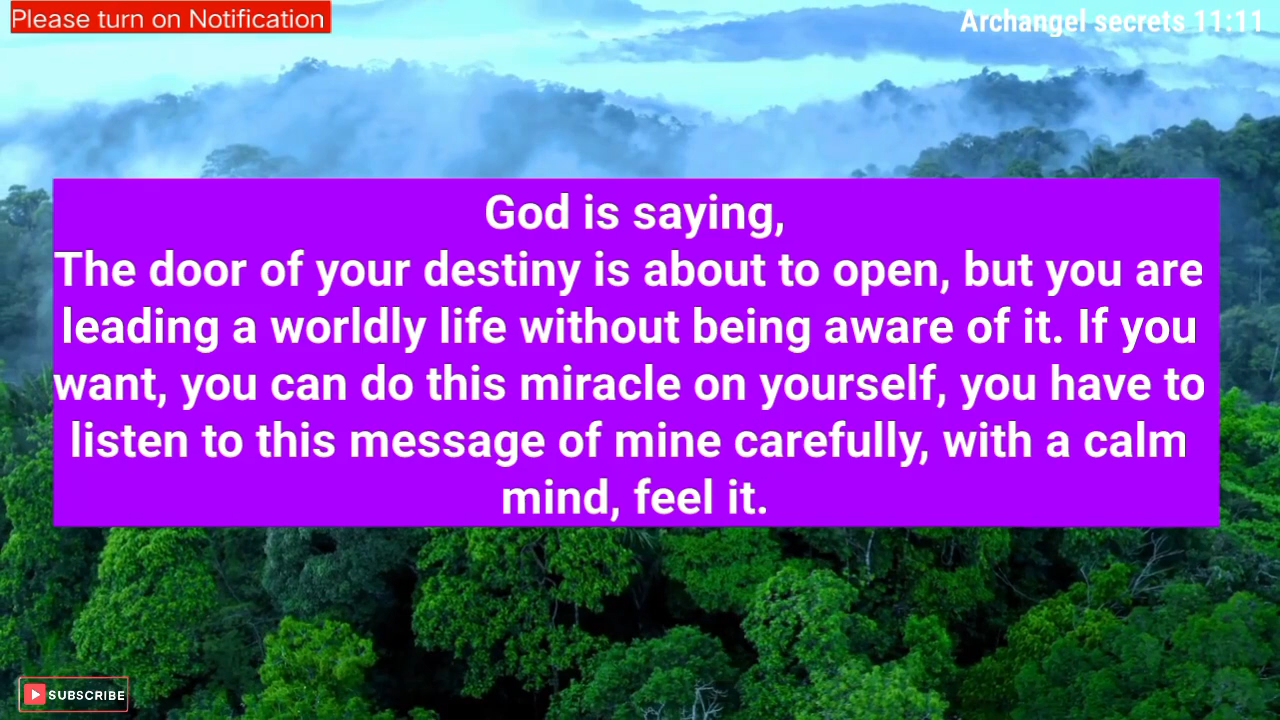 Please turn on Notification
Archangel secrets 11:11
God is saying,
The door of your destiny is about to open, but you are
leading a worldly life without being aware of it. If you
want, you can do this miracle on yourself, you have to
listen to this message of mine carefully, with a calm
mind, feel it.
SUBSCRIBE